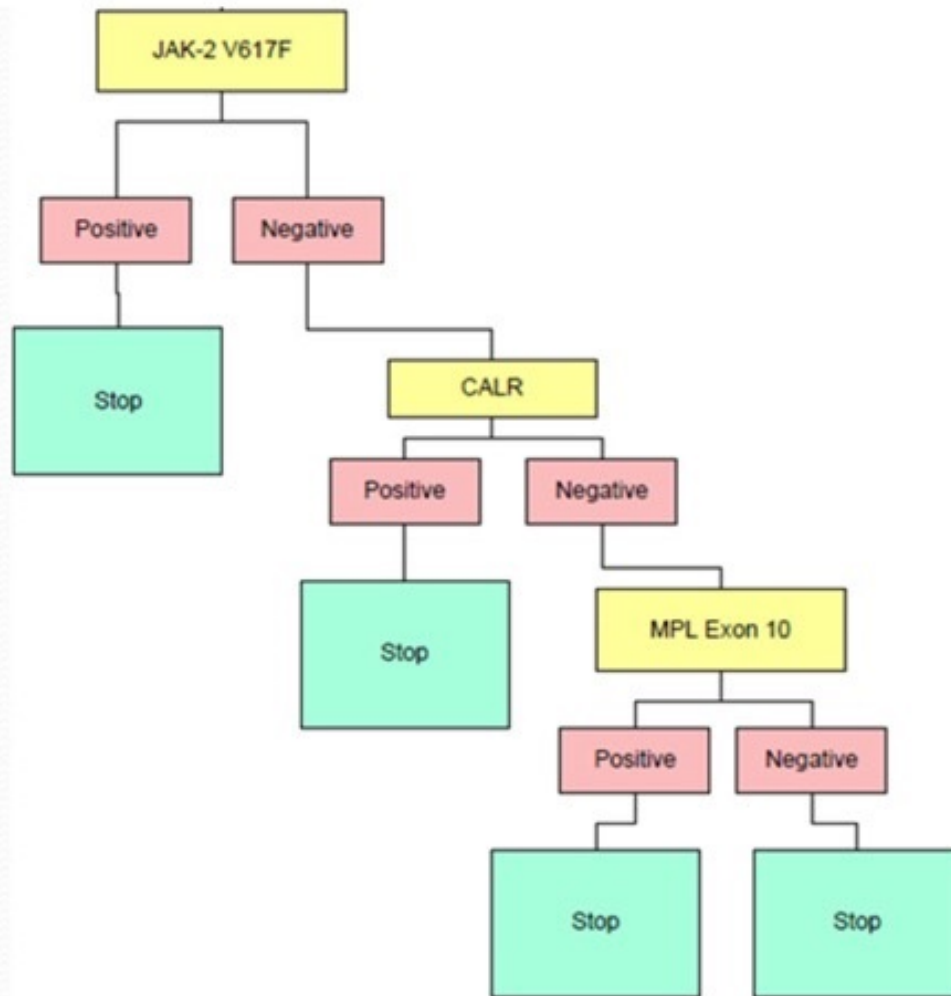 JAK-2 V617F
Positive
Negative
Stop
CALR
Positive
Negative
Stop
MPL Exon 10
Positive
Negative
Stop
Stop